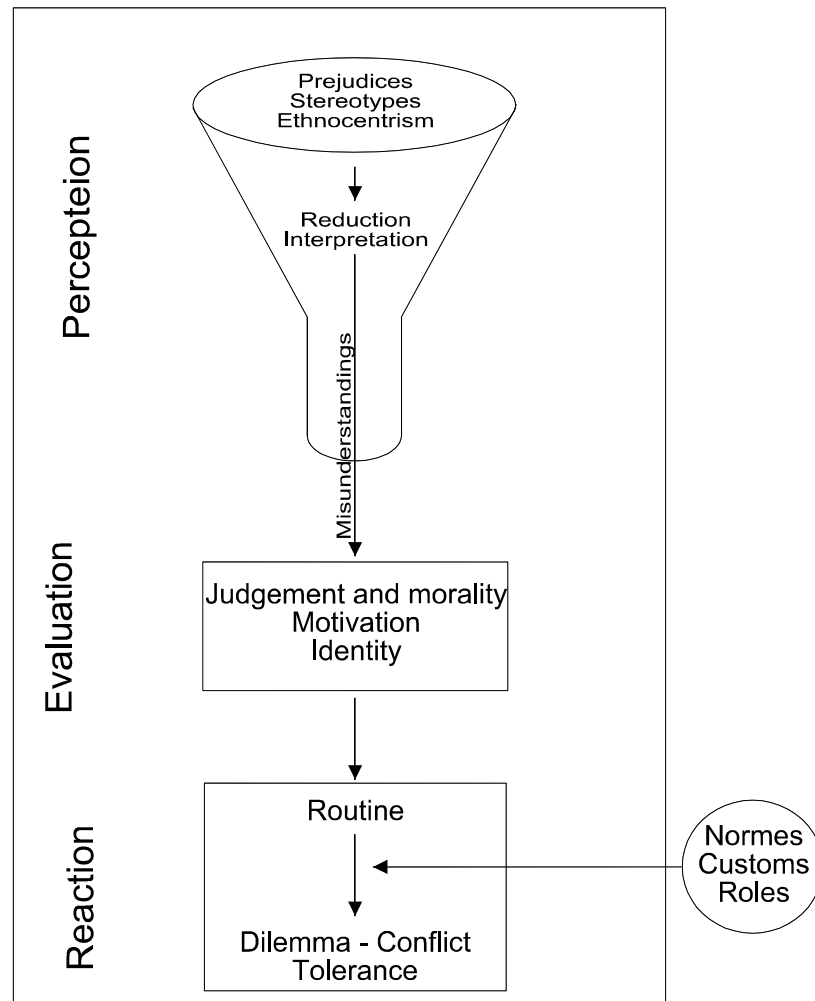 Prejudices
Stereotypes
Ethnocentrism
Percepteion
Reduction
Interpretation
Misunderstandings
Evaluation
Judgement and morality
Motivation
Identity
Reaction
Routine
Normes
Customs
Roles
Dilemma - Conflict
Tolerance